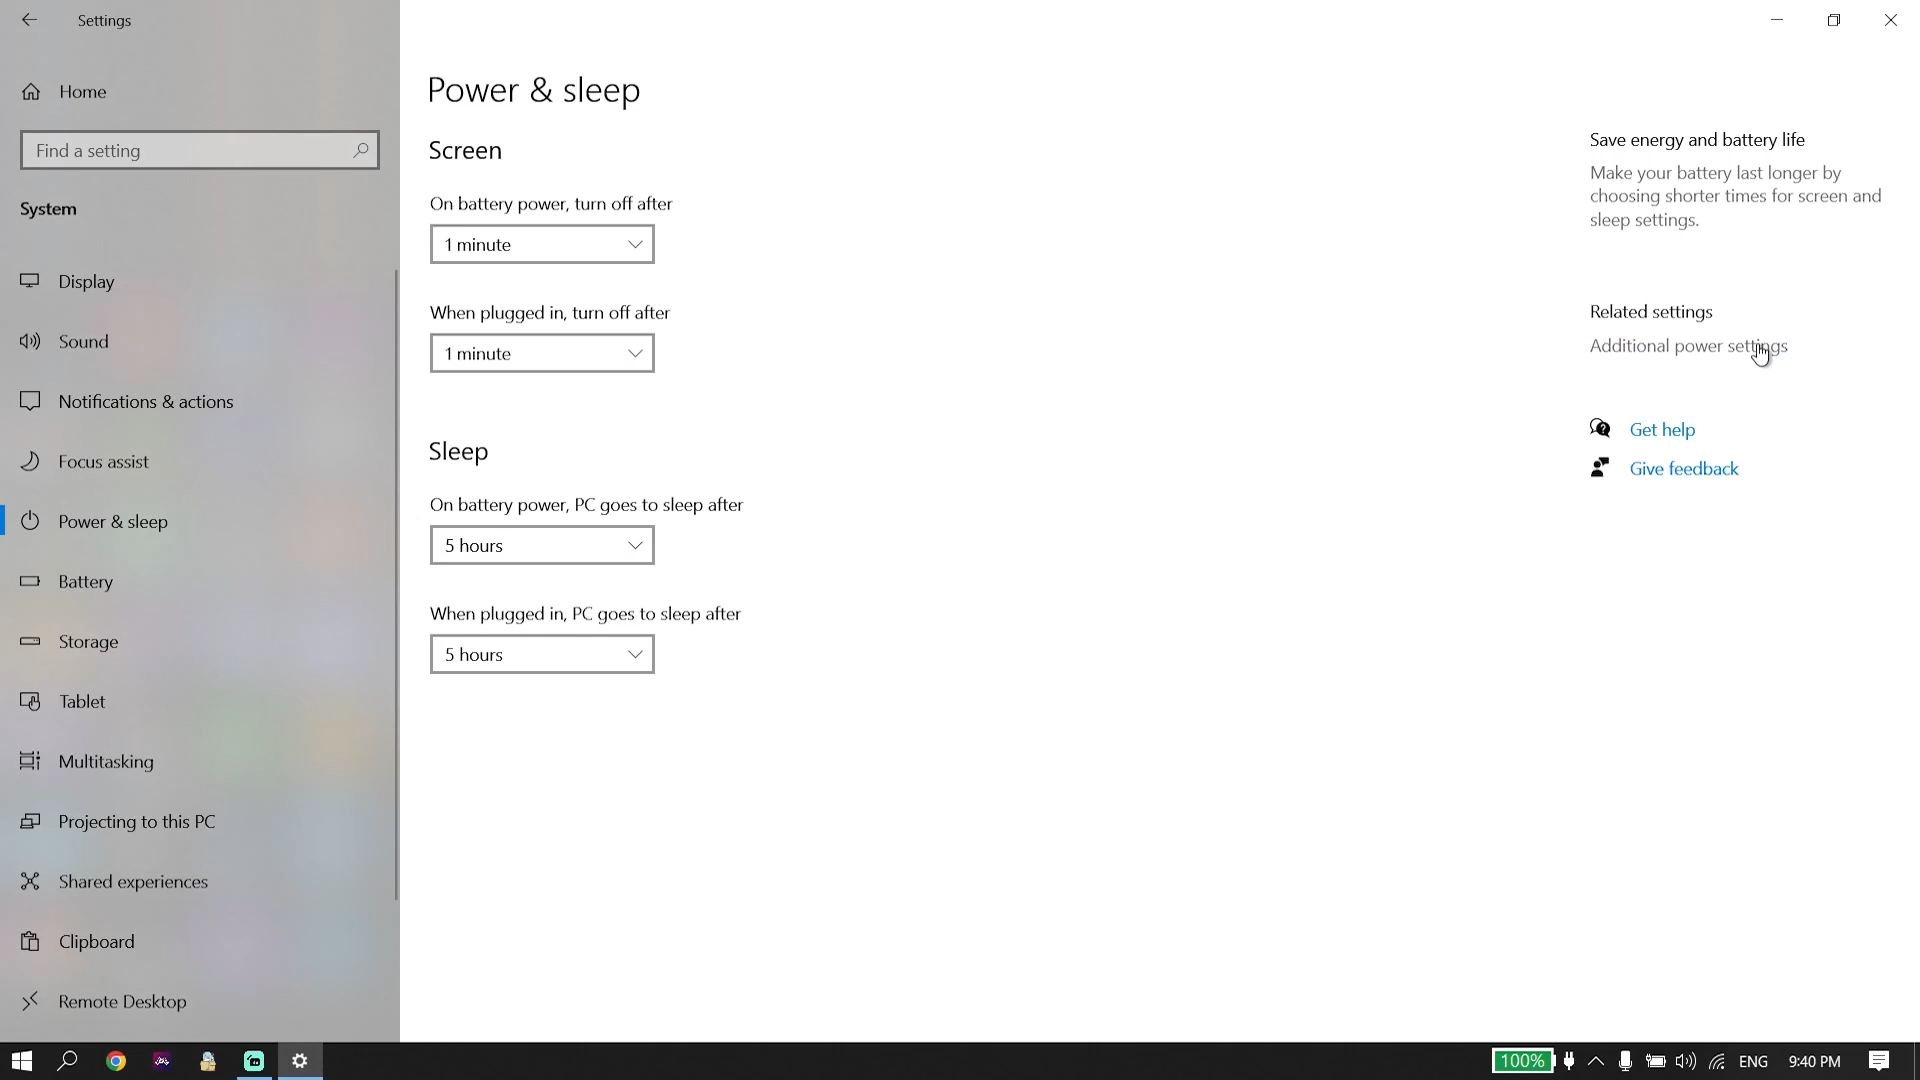 Settings
Home
Find a setting
System
Display
Sound
Notifications & actions
Focus assist
Power & sleep
Battery
Storage
Tablet
Multitasking
Projecting to this PC
Shared experiences
Clipboard
Remote Desktop
Power & sleep
Screen
On battery power, turn off after
1 minute
When plugged in, turn off after
1 minute
Sleep
On battery power, PC goes to sleep after
5 hours
When plugged in, PC goes to sleep after
5 hours
Save energy and battery life
Make your battery last longer by
choosing shorter times for screen and
sleep settings.
Related settings
Additional power settings
Get help
Give feedback
100%
ENG
9:40 PM